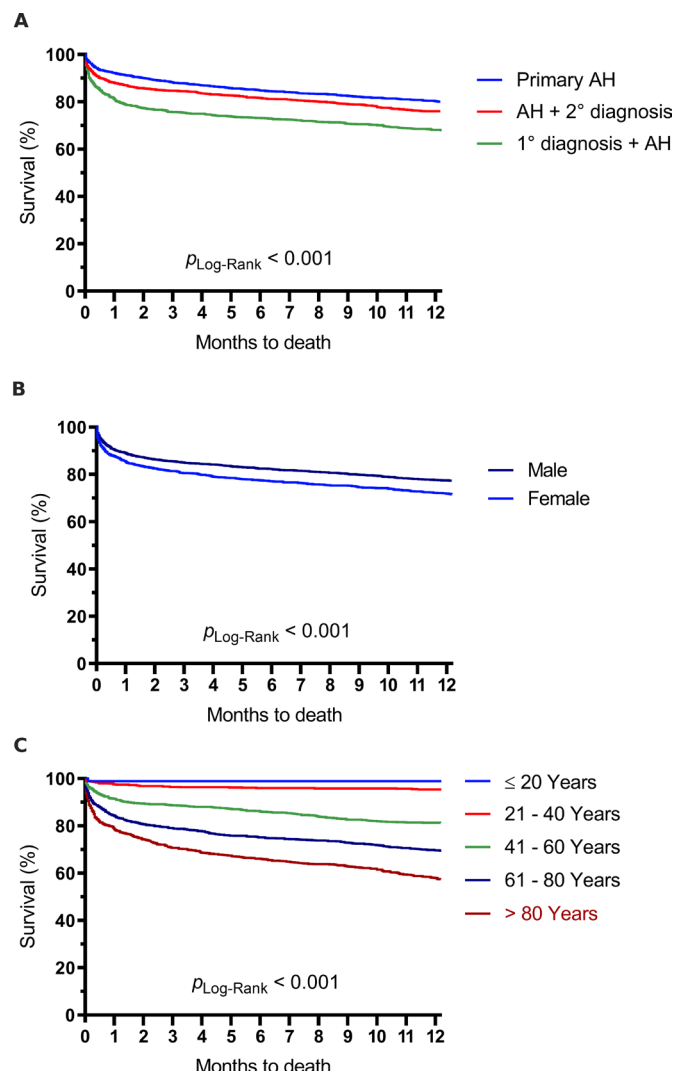 A
100
80
60
40
20
0
Survival (%)
Primary AH
AH + 2° diagnosis
1° diagnosis + AH
pLog-Rank < 0.001
0 1 2 3 4 5 6 7 8 9 10 11 12
Months to death
B
100
80
60
40
20
0
Survival (%)
Male
Female
pLog-Rank < 0.001
0 1 2 3 4 5 6 7 8 9 10 11 12
Months to death
C
100
80
60
40
20
0
Survival (%)
≤ 20 Years
21 - 40 Years
41 - 60 Years
61 - 80 Years
> 80 Years
pLog-Rank < 0.001
0 1 2 3 4 5 6 7 8 9 10 11 12
Months to death